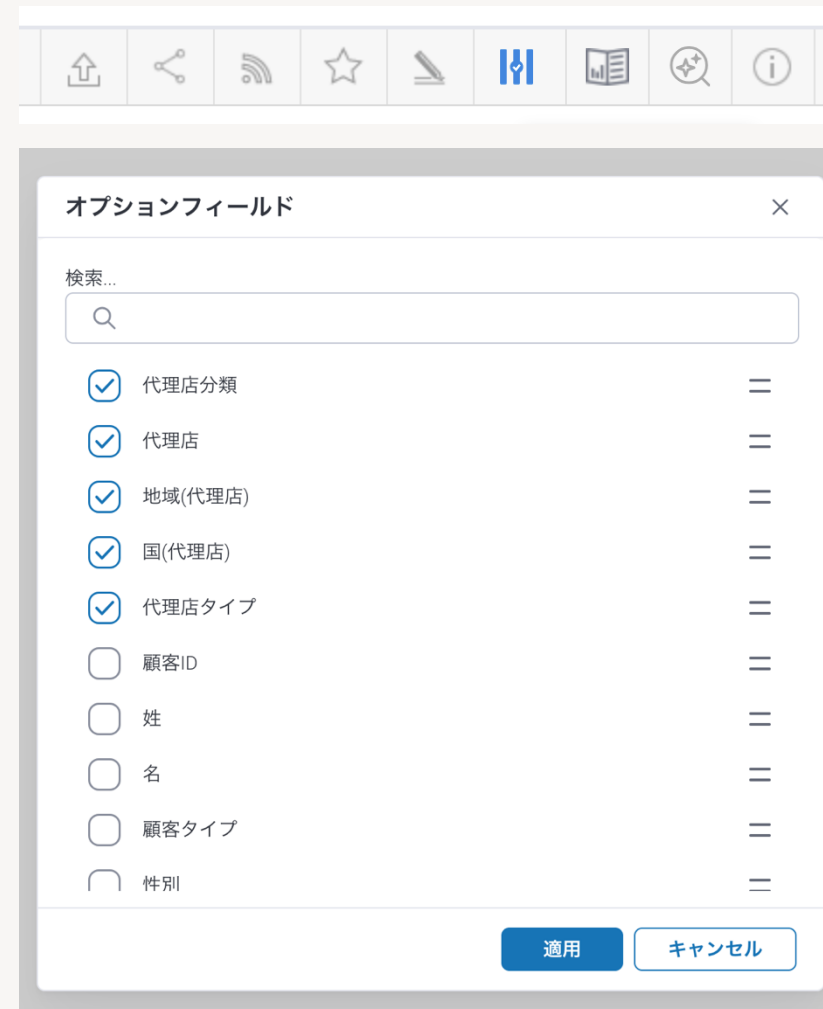 オプションフィールド
検索...
代理店分類
代理店
地域(代理店)
国(代理店)
代理店タイプ
顧客ID
姓
名
顧客タイプ
性別
適用 キャンセル